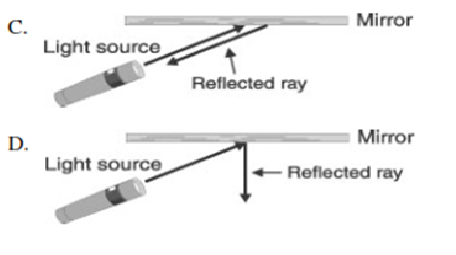 C.
Mirror
Light source
Reflected ray
D.
Mirror
Light source
Reflected ray